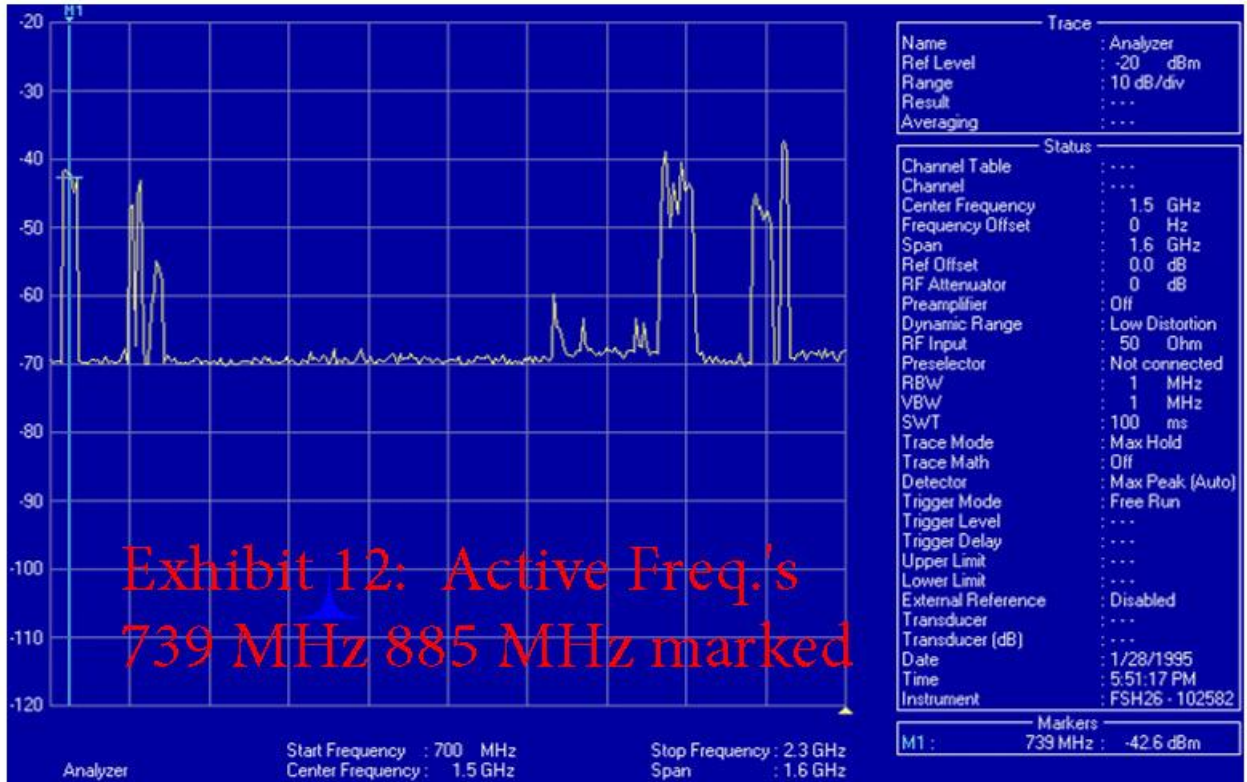 M1
-20
-30
-40
-50
-60
-70
-80
-90
-100
-110
-120
Exhibit 12: Active Freq.'s
739 MHz 885 MHz marked
Start Frequency : 700 MHz Stop Frequency : 2.3 GHz
Analyzer Center Frequency : 1.5 GHz Span : 1.6 GHz
Trace
Name : Analyzer
Ref Level : -20 dBm
Range : 10 dB/div
Result : ---
Averaging : ---
Status
Channel Table : ---
Channel : ---
Center Frequency : 1.5 GHz
Frequency Offset : 0 Hz
Span : 1.6 GHz
Ref Offset : 0.0 dB
RF Attenuator : 0 dB
Preamplifier : Off
Dynamic Range : Low Distortion
RF Input : 50 Ohm
Preselector : Not connected
RBW : 1 MHz
VBW : 1 MHz
SWT : 100 ms
Trace Mode : Max Hold
Trace Math : Off
Detector : Max Peak (Auto)
Trigger Mode : Free Run
Trigger Level : ---
Trigger Delay : ---
Upper Limit : ---
Lower Limit : ---
External Reference : Disabled
Transducer : ---
Transducer (dB) : ---
Date : 1/28/1995
Time : 5:51:17 PM
Instrument : FSH26 - 102582
Markers
M1 : 739 MHz : -42.6 dBm